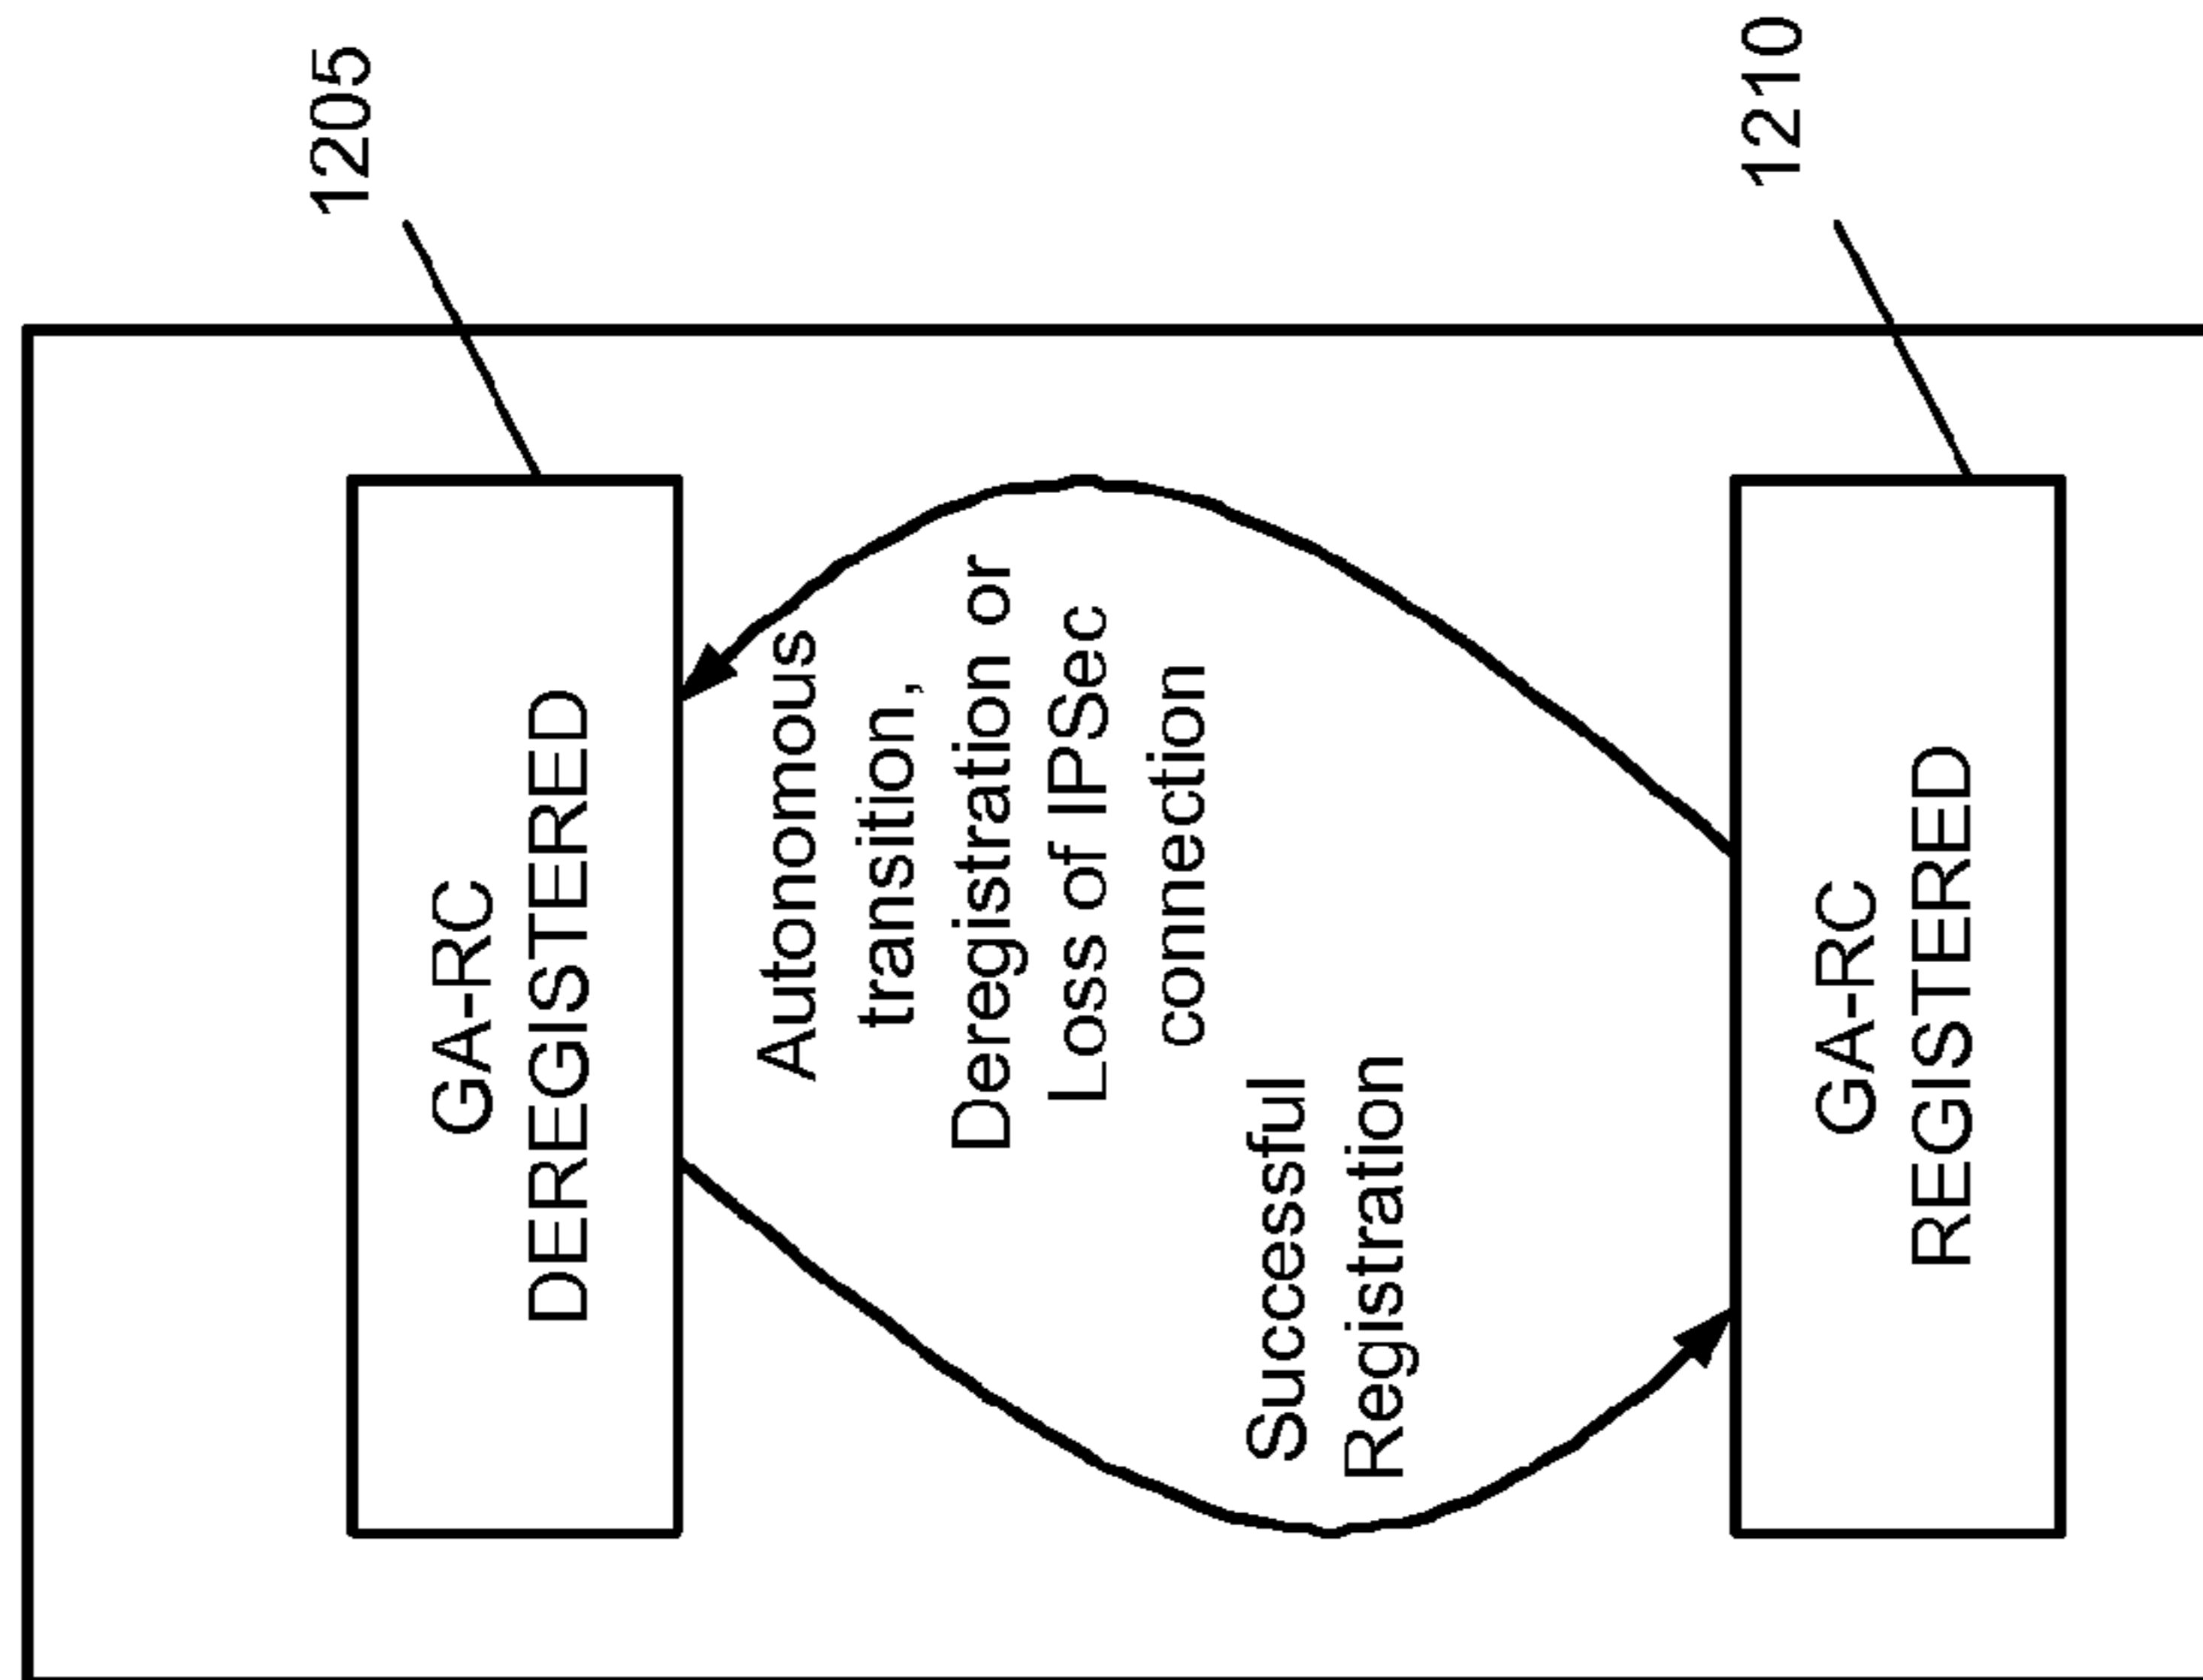 1205
GA-RC
DEREGISTERED
Autonomous
transition,
Deregistration or
Loss of IPSec
connection
Successful
Registration
1210
GA-RC
REGISTERED